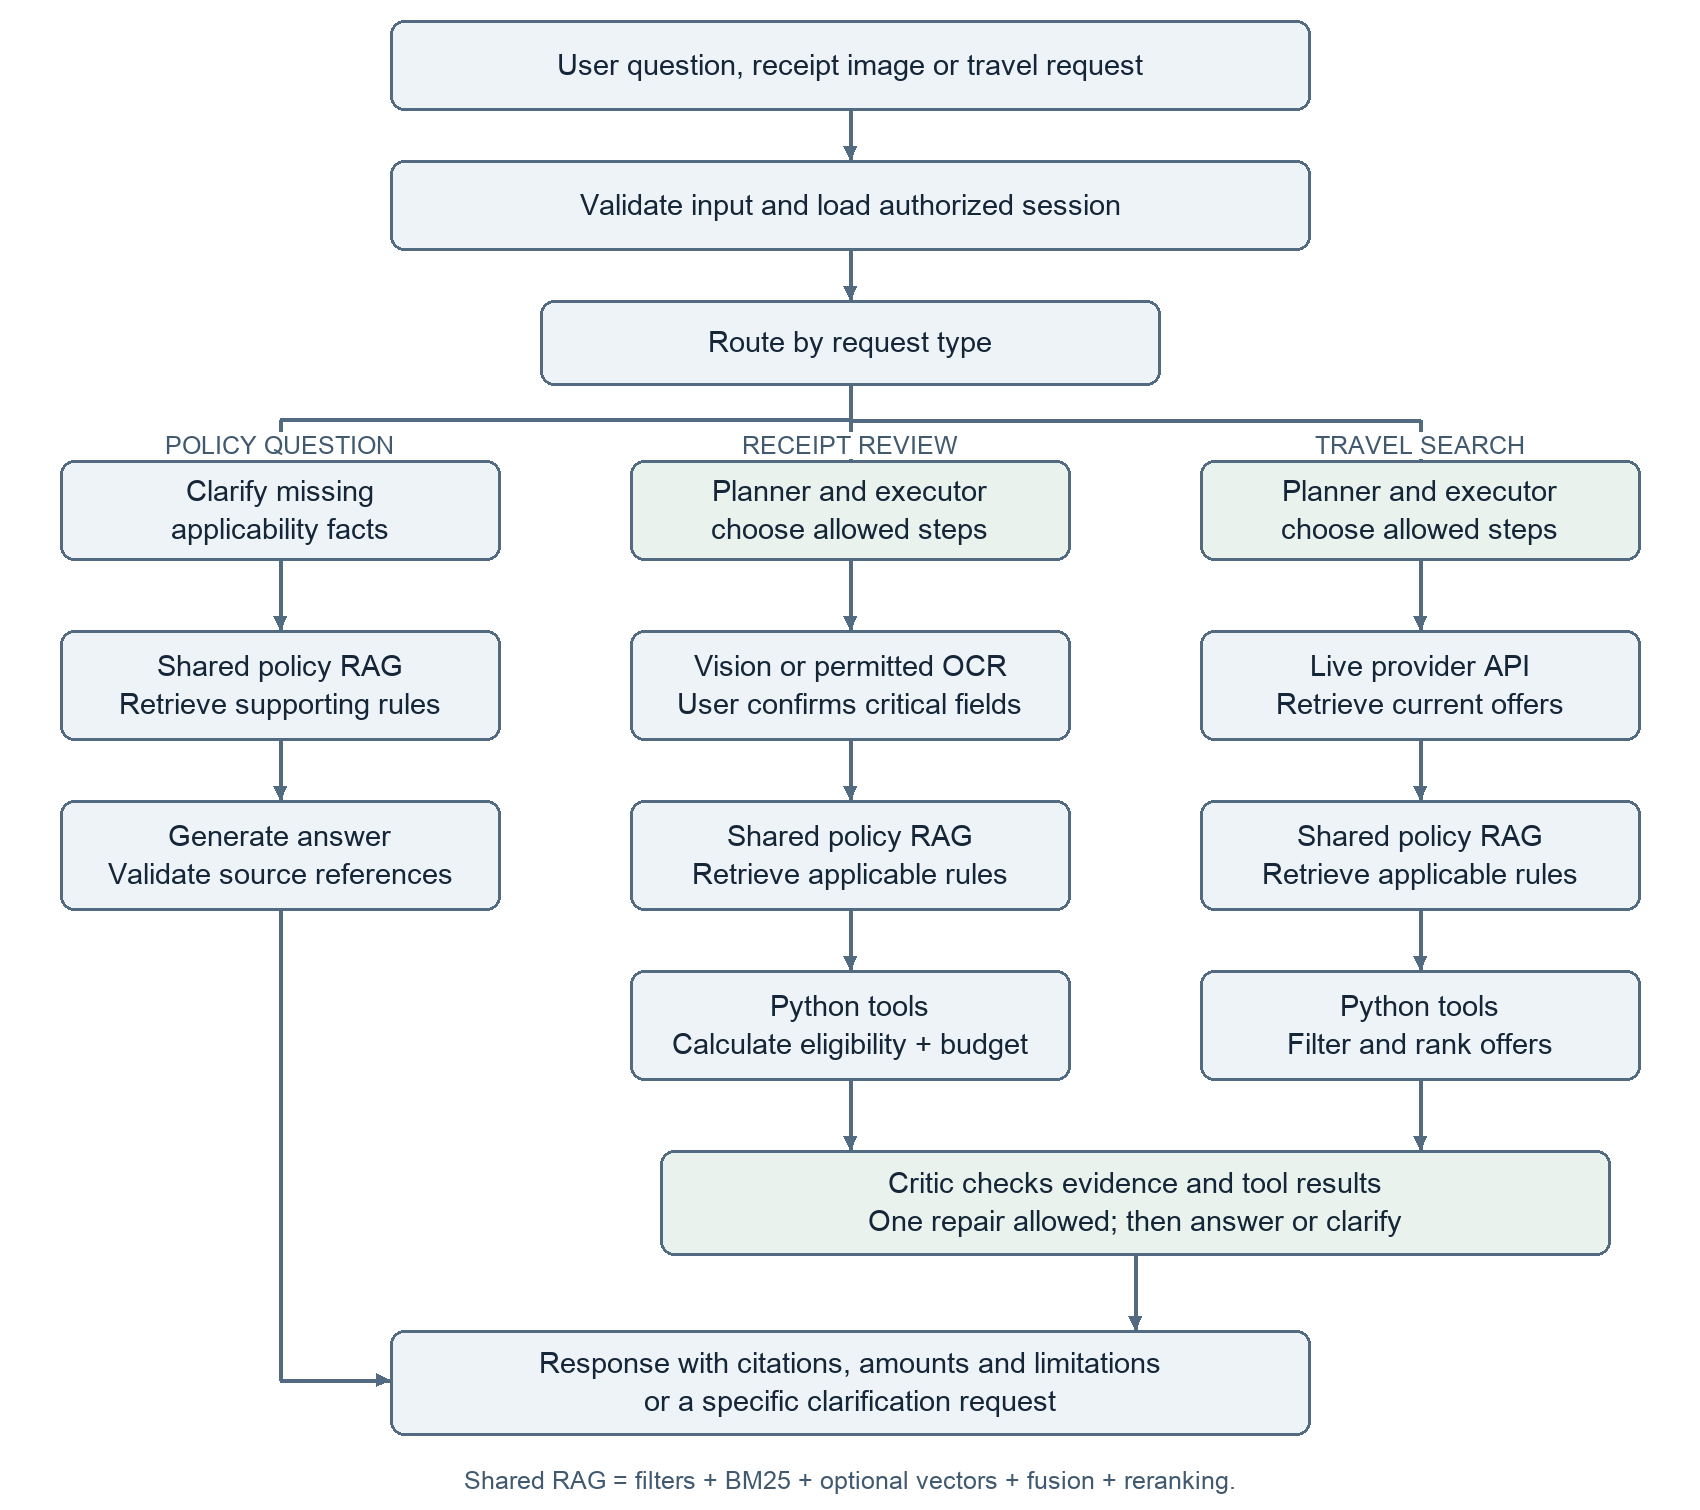 User question, receipt image or travel request
Validate input and load authorized session
Route by request type
POLICY QUESTION
Clarify missing
applicability facts
Shared policy RAG
Retrieve supporting rules
Generate answer
Validate source references
RECEIPT REVIEW
Planner and executor
choose allowed steps
Vision or permitted OCR
User confirms critical fields
Shared policy RAG
Retrieve applicable rules
Python tools
Calculate eligibility + budget
TRAVEL SEARCH
Planner and executor
choose allowed steps
Live provider API
Retrieve current offers
Shared policy RAG
Retrieve applicable rules
Python tools
Filter and rank offers
Critic checks evidence and tool results
One repair allowed; then answer or clarify
Response with citations, amounts and limitations
or a specific clarification request
Shared RAG = filters + BM25 + optional vectors + fusion + reranking.